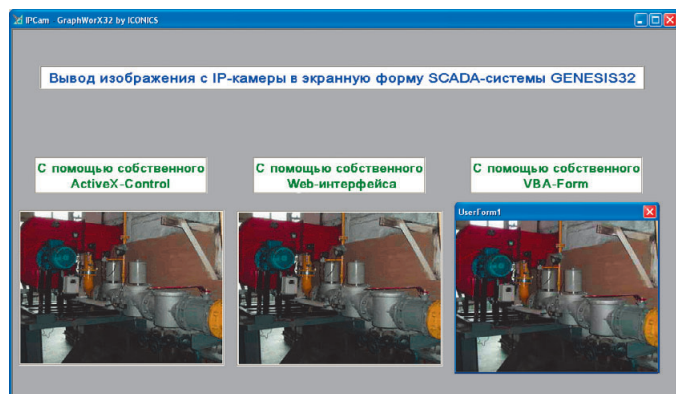 IPCam GraphWorX32 by ICONICS
Вывод изображения с IP-камеры в экранную форму SCADA-системы GENESIS32
С помощью собственного
ActiveX-Control
С помощью собственного
Web-интерфейса
С помощью собственного
VBA-Form
UserForm1